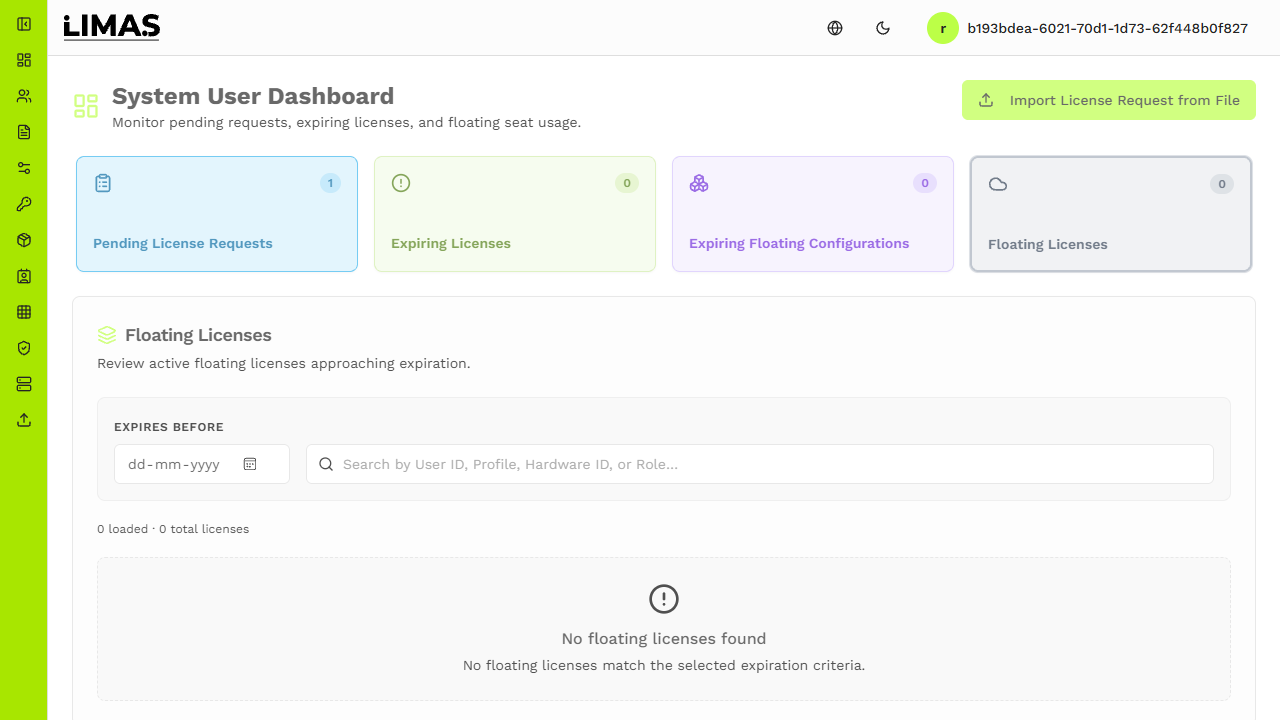 LIMAS
r
b193bdea-6021-70d1-1d73-62f448b0f827
System User Dashboard
Monitor pending requests, expiring licenses, and floating seat usage.
Import License Request from File
1
Pending License Requests
0
Expiring Licenses
0
Expiring Floating Configurations
0
Floating Licenses
Floating Licenses
Review active floating licenses approaching expiration.
EXPIRES BEFORE
dd-mm-yyyy
Search by User ID, Profile, Hardware ID, or Role...
0 loaded · 0 total licenses
No floating licenses found
No floating licenses match the selected expiration criteria.